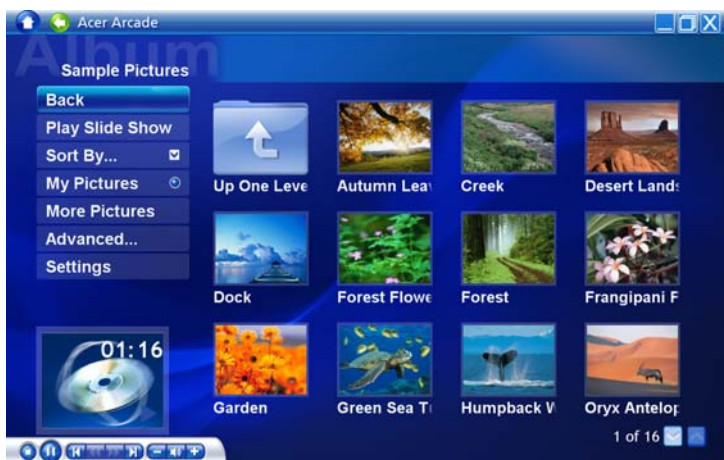 Acer Arcade
Album
Sample Pictures
Back
Play Slide Show
Sort By...
My Pictures
More Pictures
Advanced...
Settings
01:16
Up One Leve
Autumn Lea
Creek
Desert Lands
Dock
Forest Flowe
Forest
Frangipani F
Garden
Green Sea T
Humpback W
Oryx Antelop
1 of 16